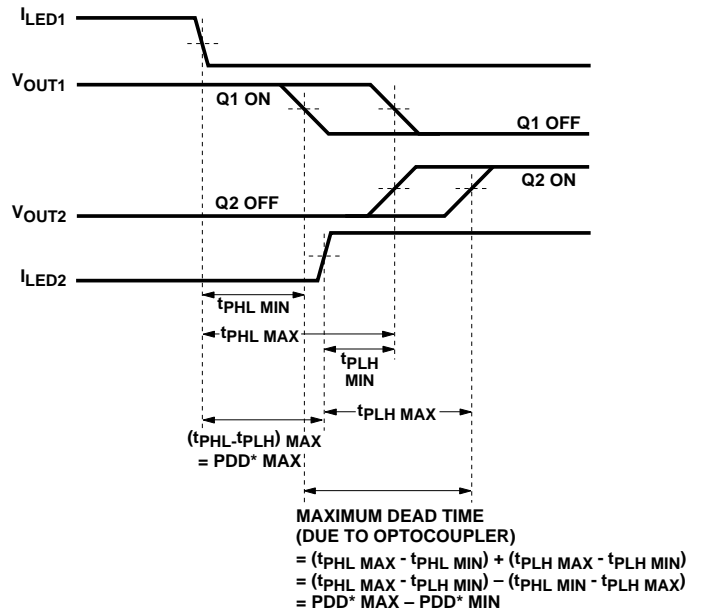 ILED1
VOUT1
Q1 ON
Q1 OFF
Q2 ON
Q2 OFF
VOUT2
ILED2
tPHL MIN
tPHL MAX
tPLH
MIN
tPLH MAX
(tPHL-tPLH) MAX
= PDD* MAX
MAXIMUM DEAD TIME
(DUE TO OPTOCOUPLER)
= (tPHL MAX - tPHL MIN) + (tPLH MAX - tPLH MIN)
= (tPHL MAX - tPLH MIN) – (tPHL MIN - tPLH MAX)
= PDD* MAX – PDD* MIN